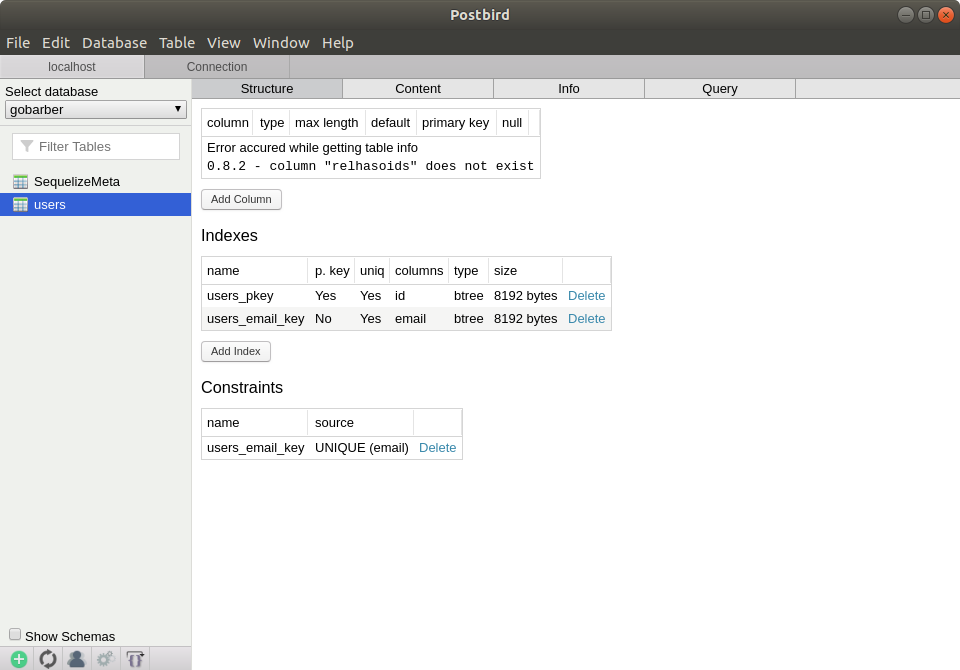 Postbird
File Edit Database Table View Window Help
localhost Connection
Select database
gobarber
Filter Tables
SequelizeMeta
users
Show Schemas
Structure Content Info Query
column type max length default primary key null
Error accured while getting table info
0.8.2 - column "relhasoids" does not exist
Add Column
Indexes
name p. key uniq columns type size
users_pkey Yes Yes id btree 8192 bytes Delete
users_email_key No Yes email btree 8192 bytes Delete
Add Index
Constraints
name source
users_email_key UNIQUE (email) Delete